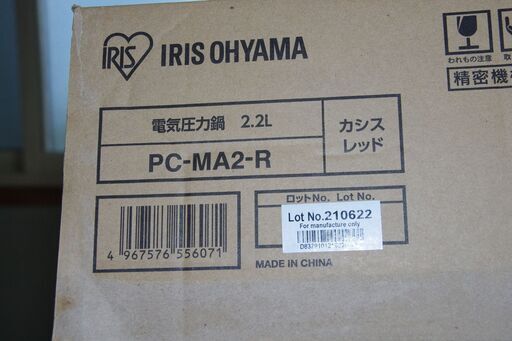 IRIS
IRIS OHYAMA
われもの注意
精密機
電気圧力鍋 2.2L
カシス
レッド
PC-MA2-R
ロットNo. Lot No.
Lot No.210622
For manufacture only
4 967576 556071
MADE IN CHINA